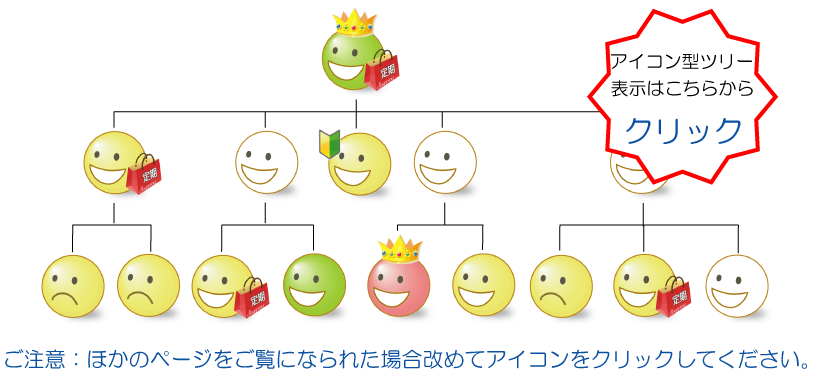 定期
アイコン型ツリー
表示はこちらから
クリック
定期
定期
定期
ご注意：ほかのページをご覧になられた場合改めてアイコンをクリックしてください。